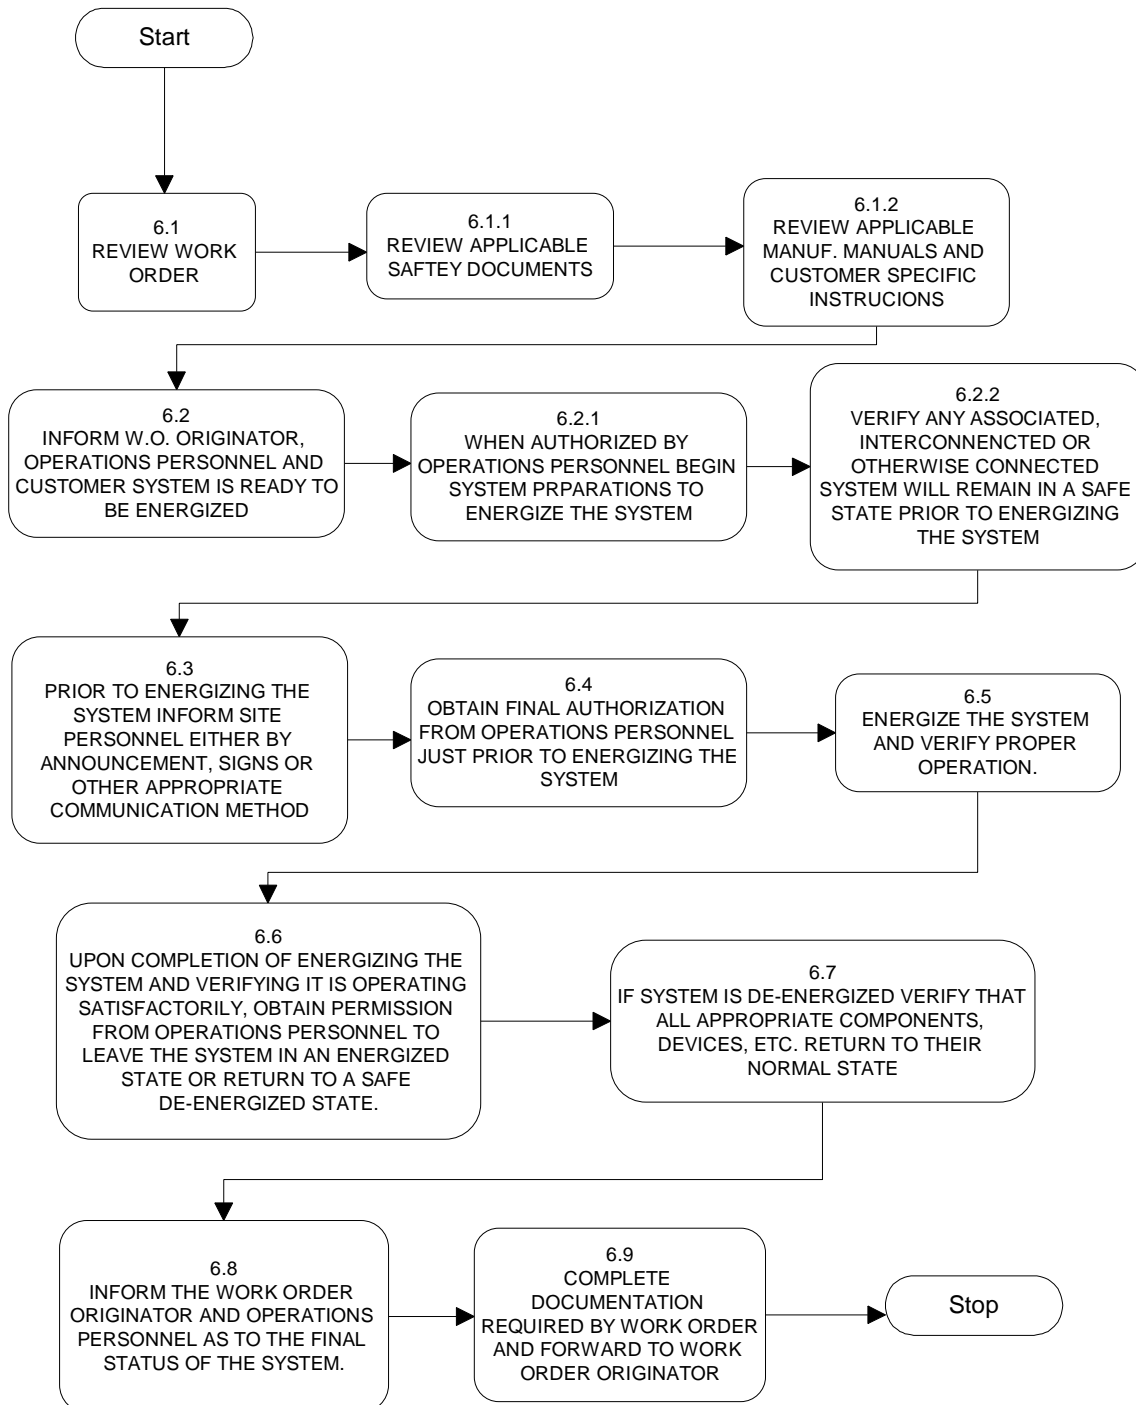 Start
6.1
REVIEW WORK
ORDER
6.1.1
REVIEW APPLICABLE
SAFTEY DOCUMENTS
6.1.2
REVIEW APPLICABLE
MANUF. MANUALS AND
CUSTOMER SPECIFIC
INSTRUCIONS
6.2
INFORM W.O. ORIGINATOR,
OPERATIONS PERSONNEL AND
CUSTOMER SYSTEM IS READY TO
BE ENERGIZED
6.2.1
WHEN AUTHORIZED BY
OPERATIONS PERSONNEL BEGIN
SYSTEM PRPARATIONS TO
ENERGIZE THE SYSTEM
6.2.2
VERIFY ANY ASSOCIATED,
INTERCONNENCTED OR
OTHERWISE CONNECTED
SYSTEM WILL REMAIN IN A SAFE
STATE PRIOR TO ENERGIZING
THE SYSTEM
6.3
PRIOR TO ENERGIZING THE
SYSTEM INFORM SITE
PERSONNEL EITHER BY
ANNOUNCEMENT, SIGNS OR
OTHER APPROPRIATE
COMMUNICATION METHOD
6.4
OBTAIN FINAL AUTHORIZATION
FROM OPERATIONS PERSONNEL
JUST PRIOR TO ENERGIZING THE
SYSTEM
6.5
ENERGIZE THE SYSTEM
AND VERIFY PROPER
OPERATION.
6.6
UPON COMPLETION OF ENERGIZING THE
SYSTEM AND VERIFYING IT IS OPERATING
SATISFACTORILY, OBTAIN PERMISSION
FROM OPERATIONS PERSONNEL TO
LEAVE THE SYSTEM IN AN ENERGIZED
STATE OR RETURN TO A SAFE
DE-ENERGIZED STATE.
6.7
IF SYSTEM IS DE-ENERGIZED VERIFY THAT
ALL APPROPRIATE COMPONENTS,
DEVICES, ETC. RETURN TO THEIR
NORMAL STATE
6.8
INFORM THE WORK ORDER
ORIGINATOR AND OPERATIONS
PERSONNEL AS TO THE FINAL
STATUS OF THE SYSTEM.
6.9
COMPLETE
DOCUMENTATION
REQUIRED BY WORK ORDER
AND FORWARD TO WORK
ORDER ORIGINATOR
Stop